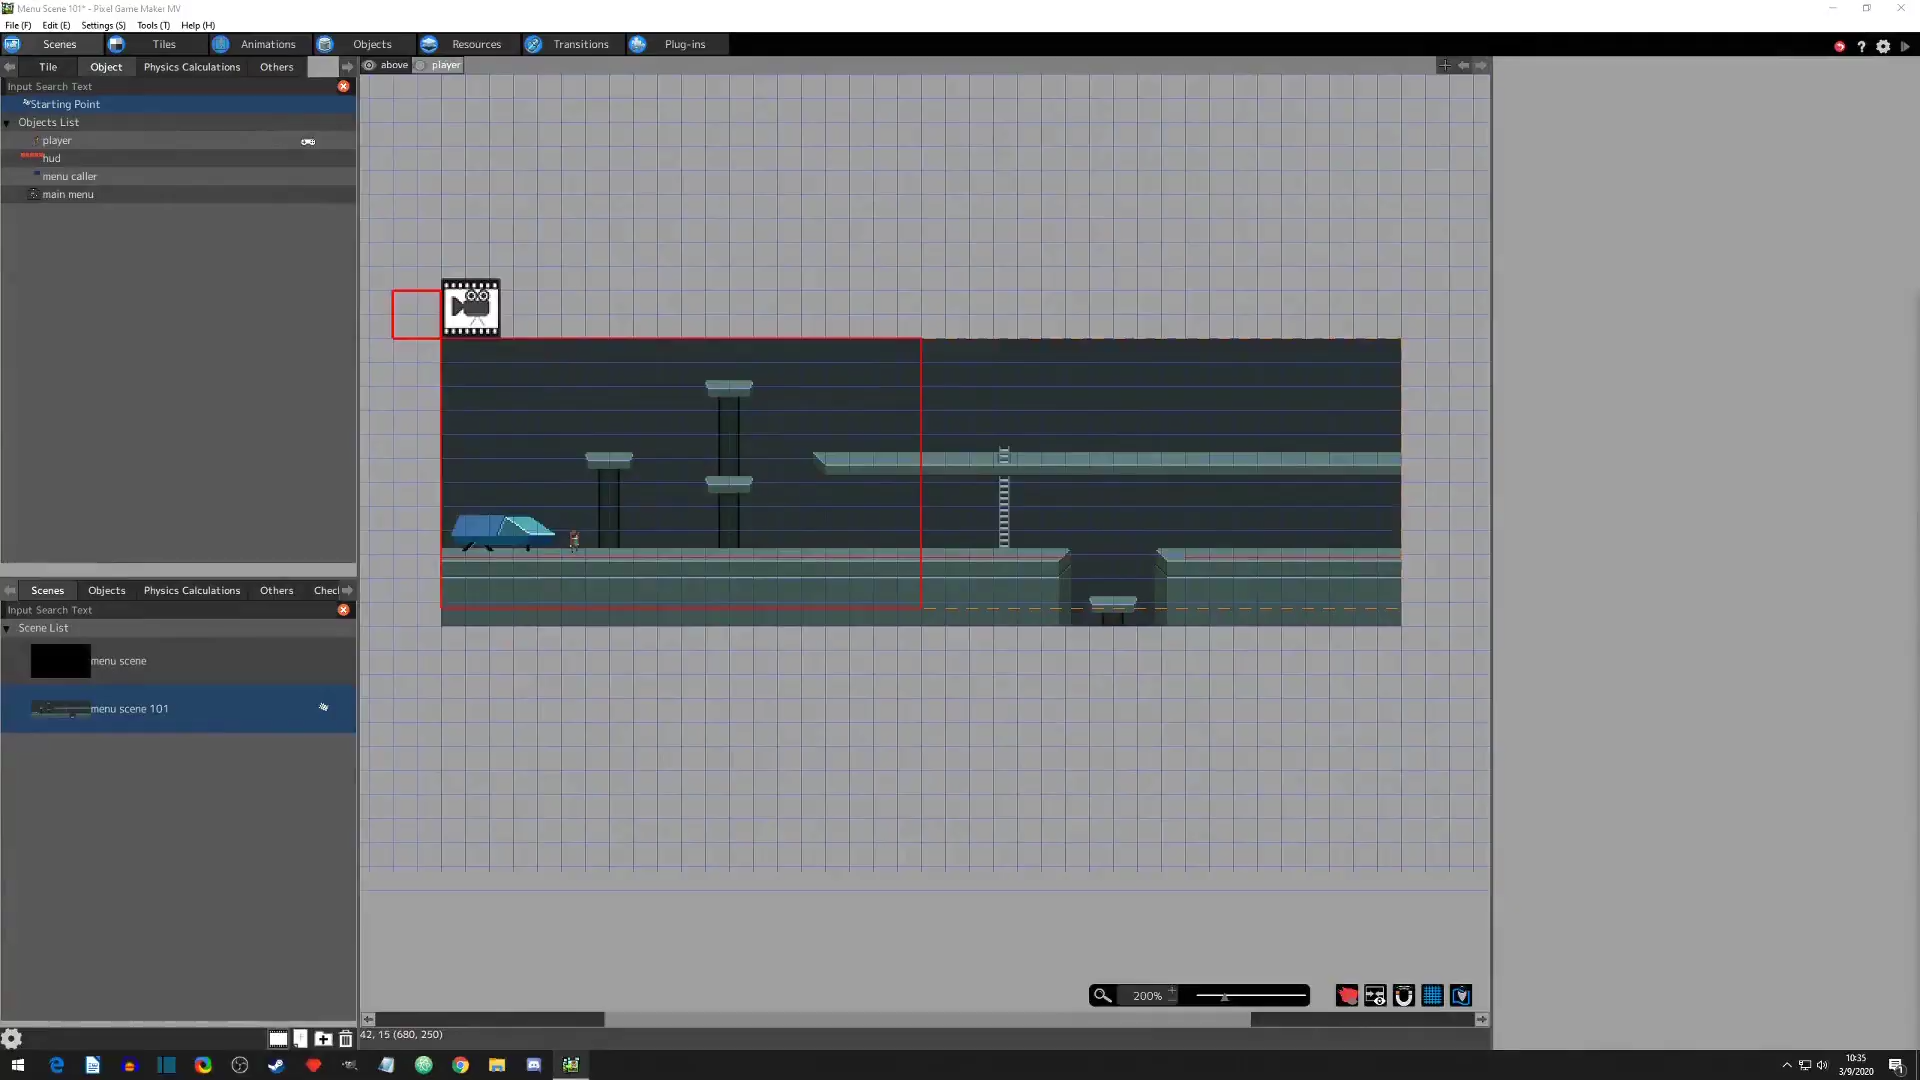 Menu Scene 101* - Pixel Game Maker MV
File (F) Edit (E) Settings (S) Tools (T) Help (H)
Scenes Tiles Animations Objects Resources Transitions Plug-ins
Tile Object Physics Calculations Others
above player
Input Search Text
Starting Point
Objects List
player
hud
menu caller
main menu
Scenes Objects Physics Calculations Others Chec
Input Search Text
Scene List
menu scene
menu scene 101
200%
42, 15 (680, 250)
10:35
3/9/2020